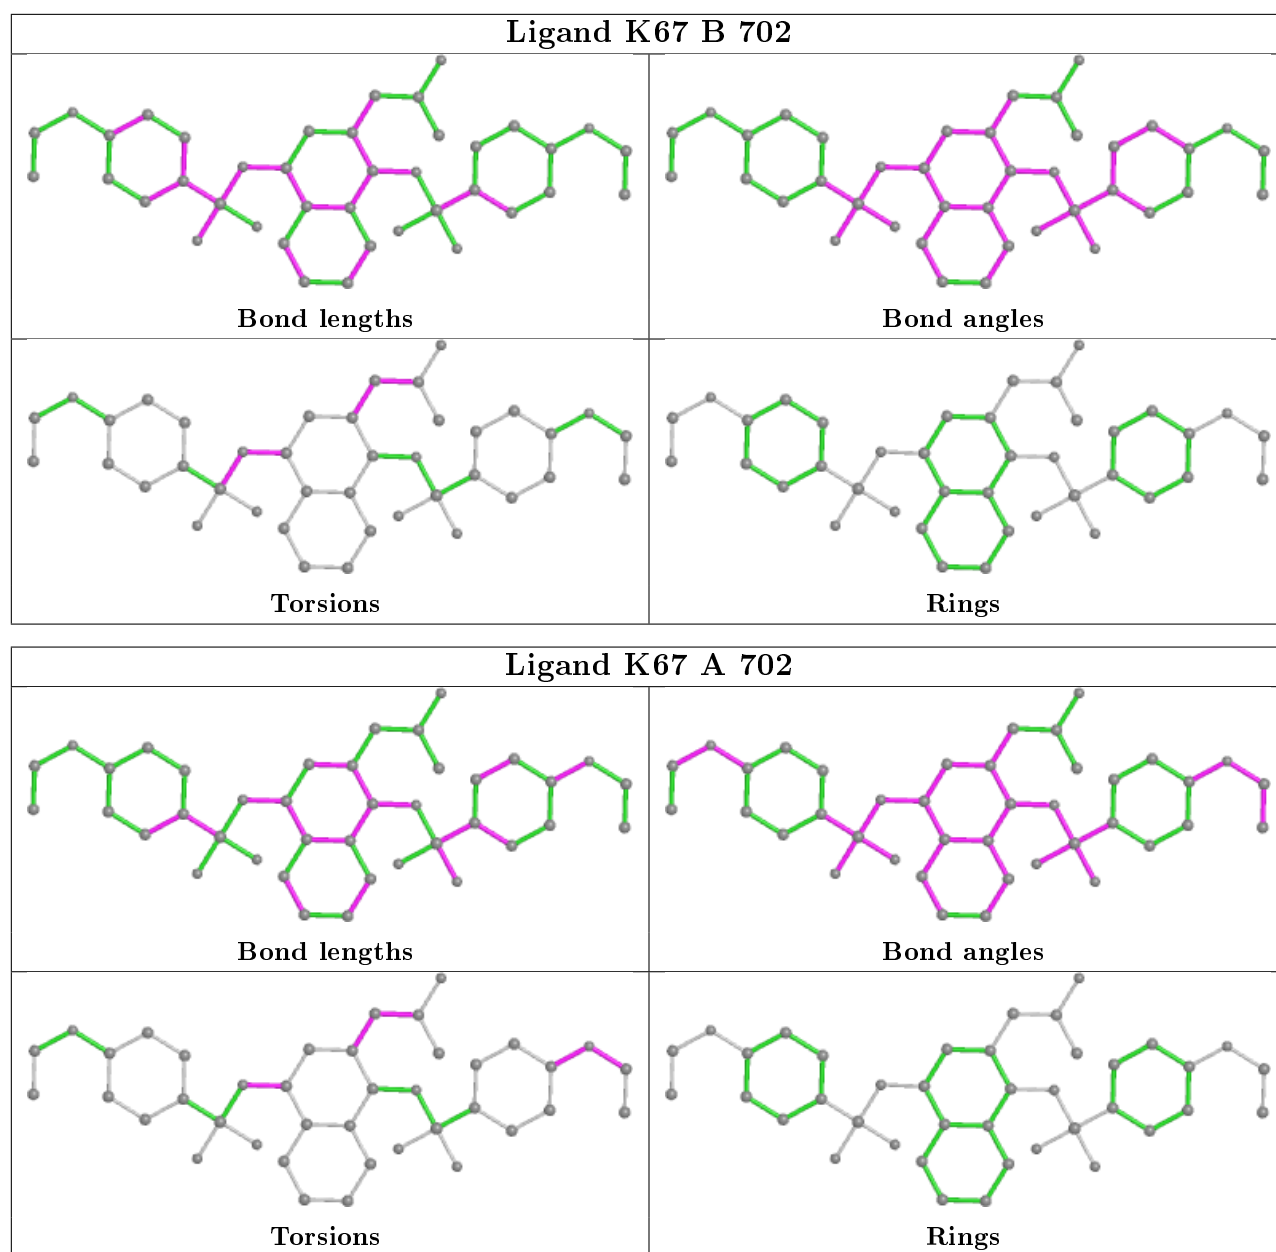 Ligand K67 B 702
Bond lengths
Bond angles
Torsions
Rings
Ligand K67 A 702
Bond lengths
Bond angles
Torsions
Rings